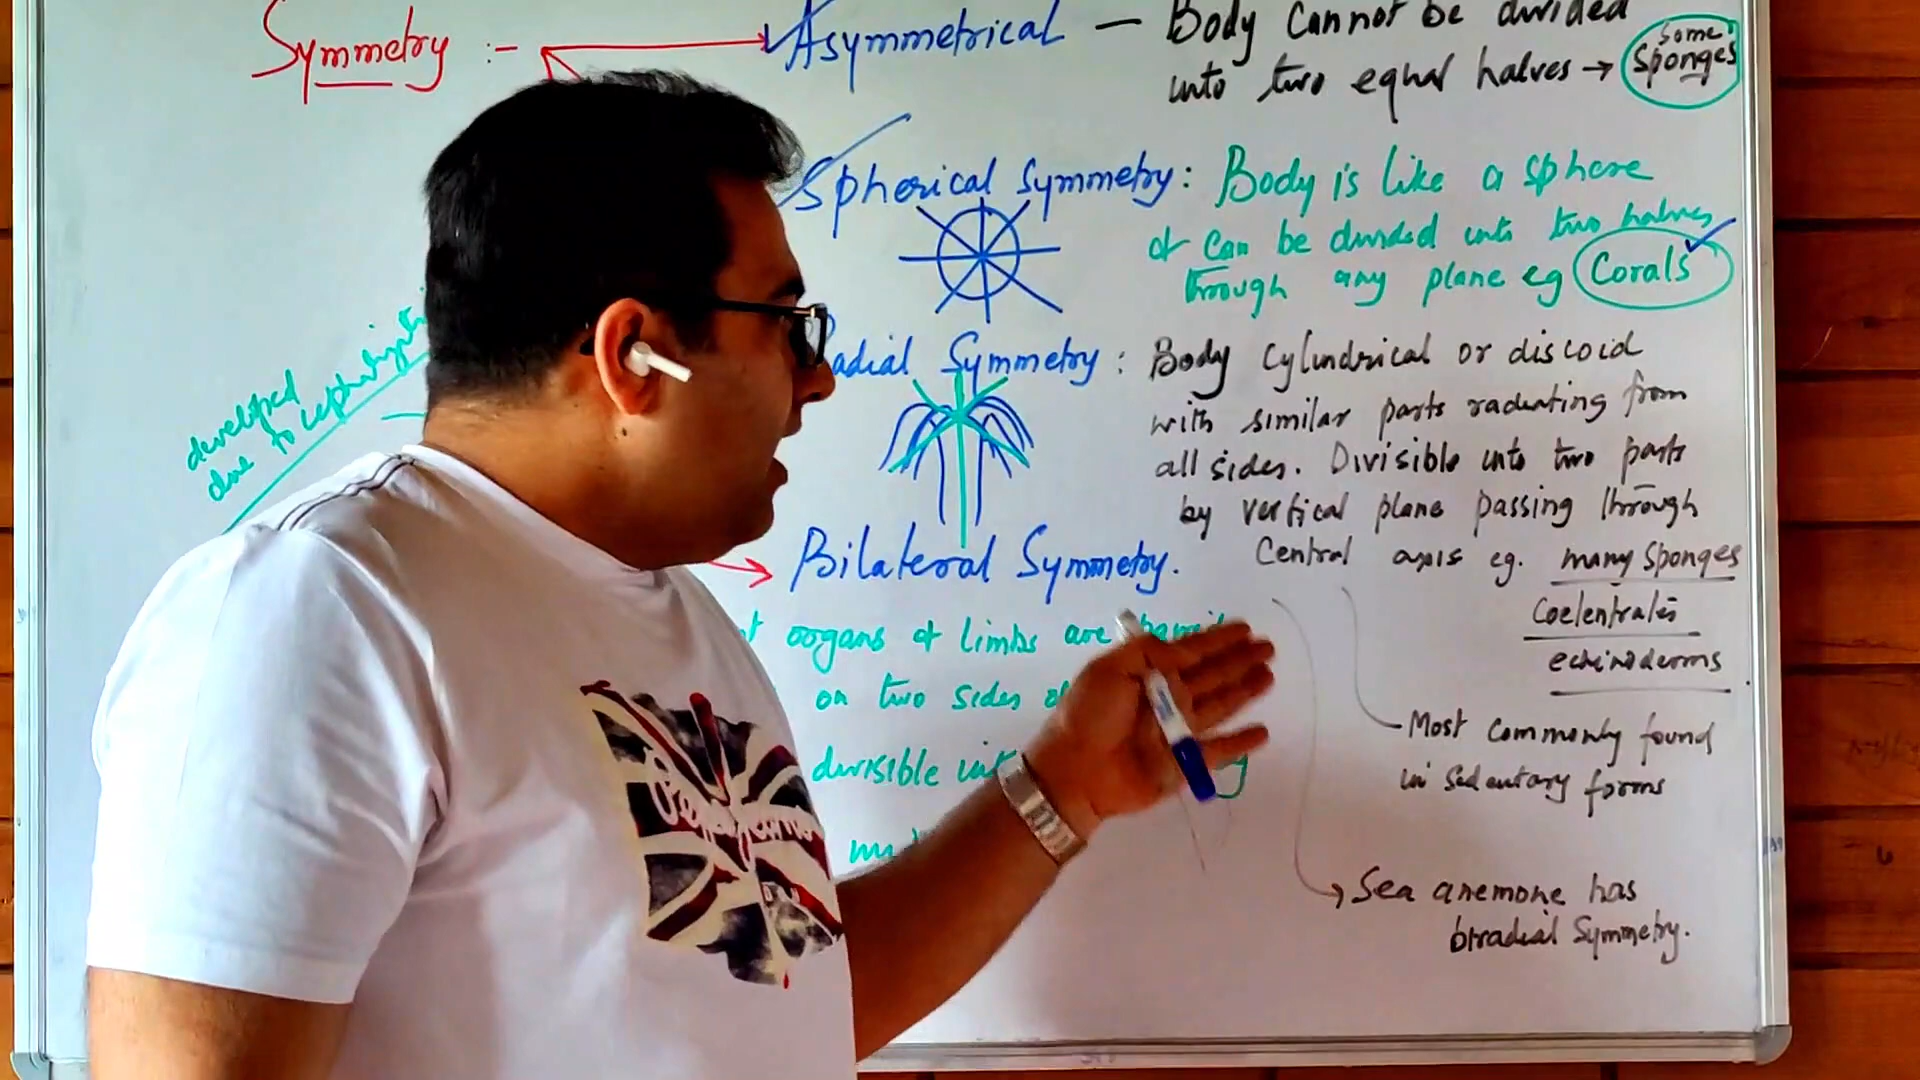 Symmetry :-
Asymmetrical — Body Cannot be divided
into two equal halves → Some Sponges
Spherical Symmetry : Body is like a sphere
& can be divided into two halves
through any plane eg Corals
developed
due to
adial Symmetry : Body Cylindrical or discoid
with similar parts radiating from
all sides. Divisible into two parts
by vertical plane passing through
Central axis eg. many Sponges
Coelentrates
echinoderms
Bilateral Symmetry.
organs & limbs are
on two sides
divisible
Most commonly found
in sedentary forms
Sea anemone has
biradial Symmetry.